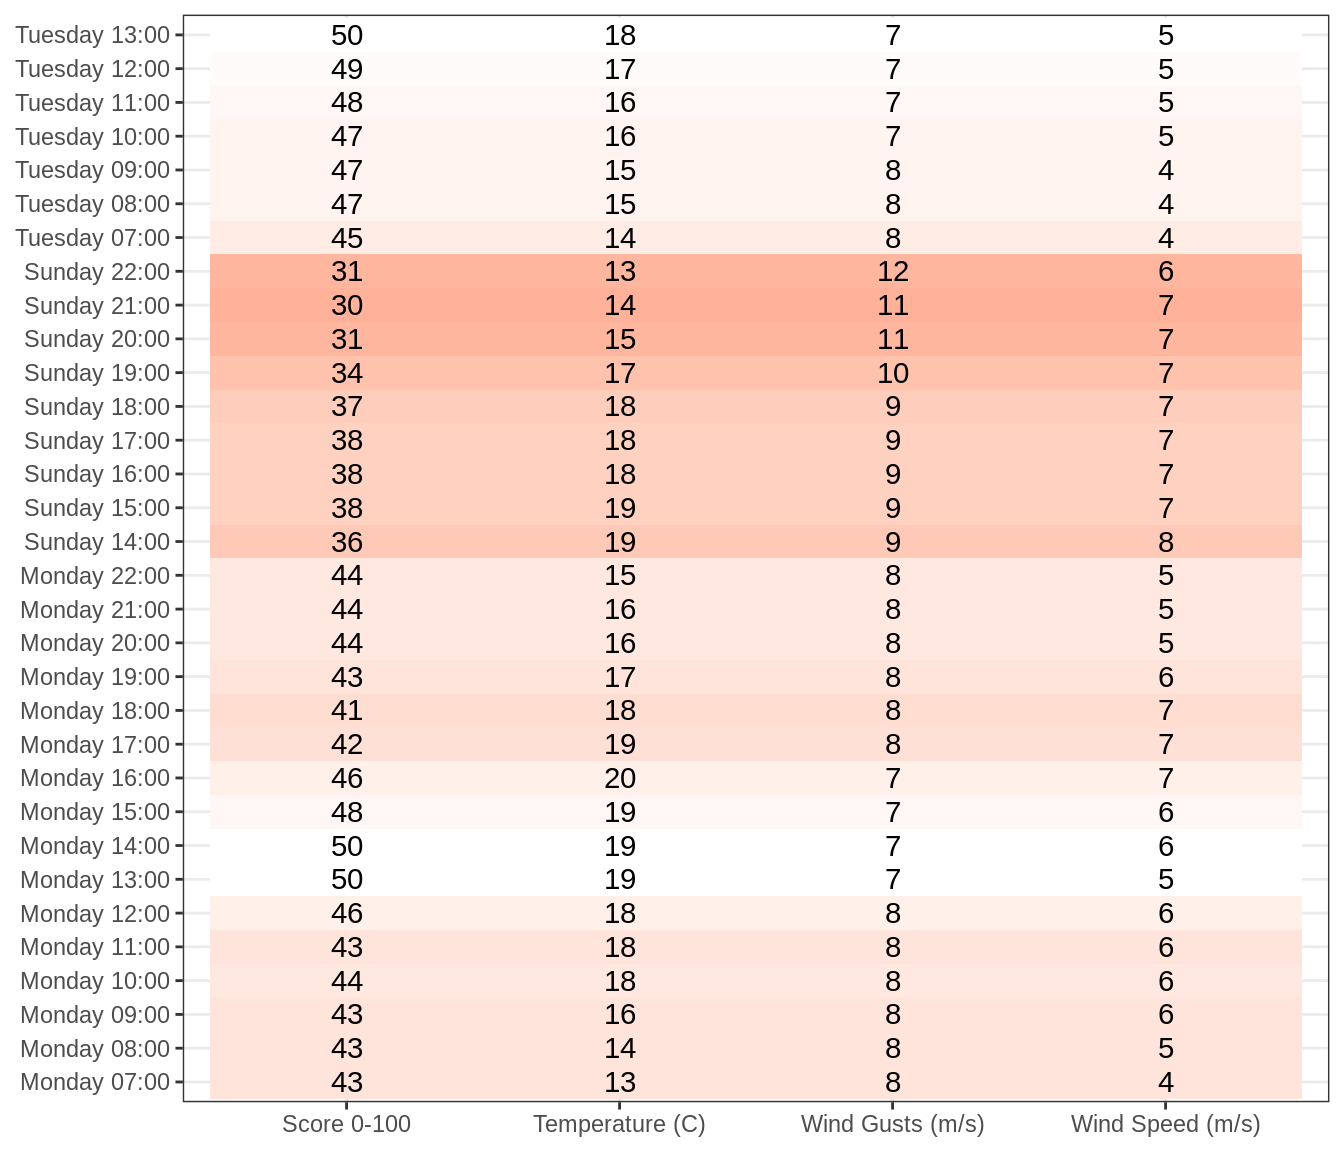 Tuesday 13:00 50 18 7 5
Tuesday 12:00 49 17 7 5
Tuesday 11:00 48 16 7 5
Tuesday 10:00 47 16 7 5
Tuesday 09:00 47 15 8 4
Tuesday 08:00 47 15 8 4
Tuesday 07:00 45 14 8 4
Sunday 22:00 31 13 12 6
Sunday 21:00 30 14 11 7
Sunday 20:00 31 15 11 7
Sunday 19:00 34 17 10 7
Sunday 18:00 37 18 9 7
Sunday 17:00 38 18 9 7
Sunday 16:00 38 18 9 7
Sunday 15:00 38 19 9 7
Sunday 14:00 36 19 9 8
Monday 22:00 44 15 8 5
Monday 21:00 44 16 8 5
Monday 20:00 44 16 8 5
Monday 19:00 43 17 8 6
Monday 18:00 41 18 8 7
Monday 17:00 42 19 8 7
Monday 16:00 46 20 7 7
Monday 15:00 48 19 7 6
Monday 14:00 50 19 7 6
Monday 13:00 50 19 7 5
Monday 12:00 46 18 8 6
Monday 11:00 43 18 8 6
Monday 10:00 44 18 8 6
Monday 09:00 43 16 8 6
Monday 08:00 43 14 8 5
Monday 07:00 43 13 8 4
Score 0-100 Temperature (C) Wind Gusts (m/s) Wind Speed (m/s)